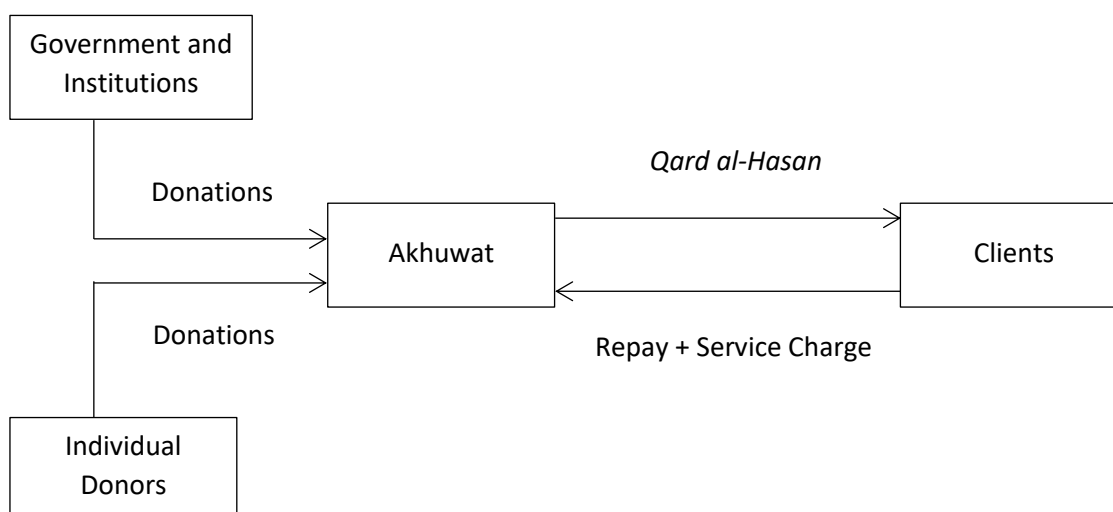 Government and
Institutions
Qard al-Hasan
Donations
Akhuwat
Clients
Donations
Repay + Service Charge
Individual
Donors